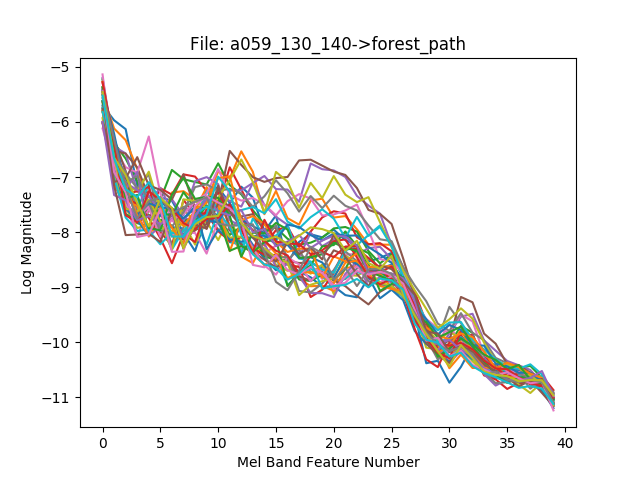 File: a059_130_140->forest_path
Log Magnitude
−5
−6
−7
−8
−9
−10
−11
0 5 10 15 20 25 30 35 40
Mel Band Feature Number